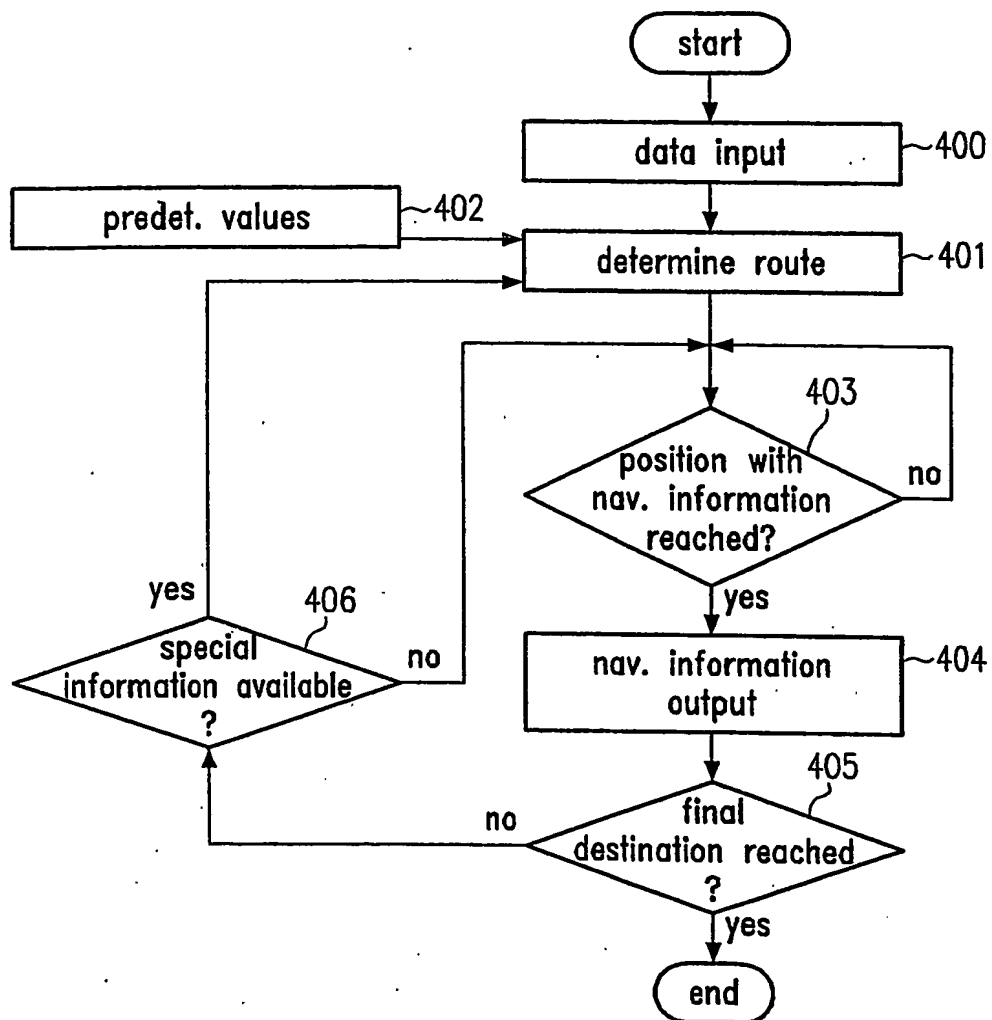 start
data input
400
predet. values
402
determine route
401
403
position with
nav. information
reached?
no
yes
yes
406
special
information available
?
no
nav. information
output
404
405
no
final
destination reached
?
yes
end